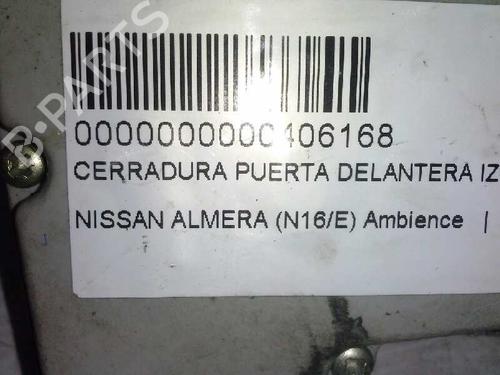 B-PARTS
0000000000406168
CERRADURA PUERTA DELANTERA IZ
NISSAN ALMERA (N16/E) Ambience |